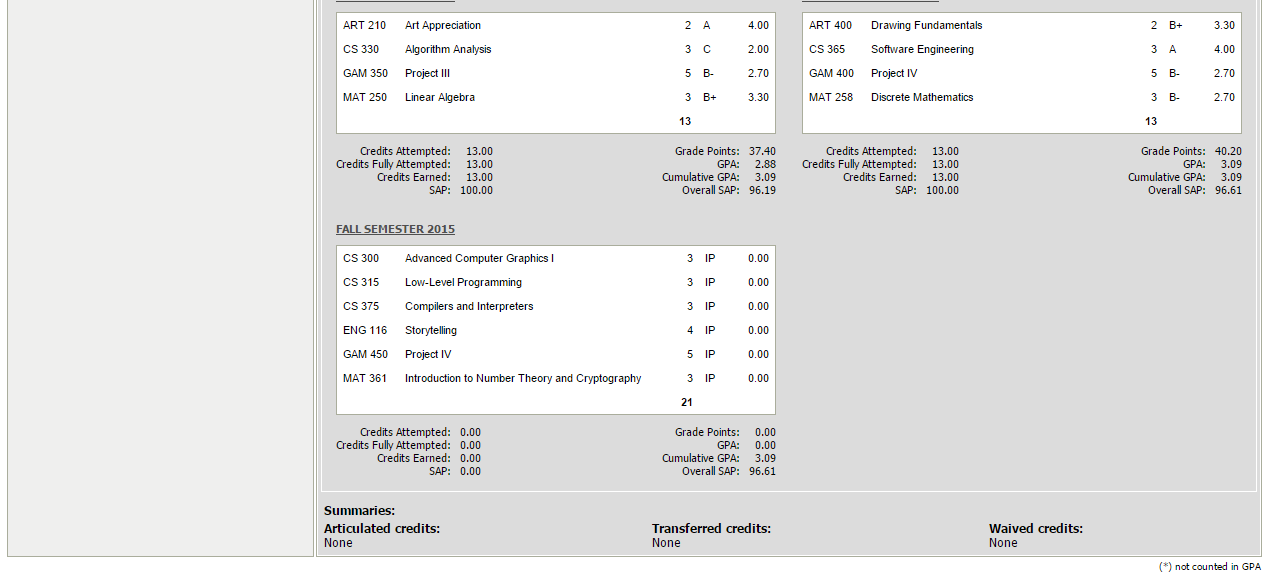 ART 210 Art Appreciation 2 A 4.00
CS 330 Algorithm Analysis 3 C 2.00
GAM 350 Project III 5 B- 2.70
MAT 250 Linear Algebra 3 B+ 3.30
13
Credits Attempted: 13.00 Grade Points: 37.40
Credits Fully Attempted: 13.00 GPA: 2.88
Credits Earned: 13.00 Cumulative GPA: 3.09
SAP: 100.00 Overall SAP: 96.19
ART 400 Drawing Fundamentals 2 B+ 3.30
CS 365 Software Engineering 3 A 4.00
GAM 400 Project IV 5 B- 2.70
MAT 258 Discrete Mathematics 3 B- 2.70
13
Credits Attempted: 13.00 Grade Points: 40.20
Credits Fully Attempted: 13.00 GPA: 3.09
Credits Earned: 13.00 Cumulative GPA: 3.09
SAP: 100.00 Overall SAP: 96.61
FALL SEMESTER 2015
CS 300 Advanced Computer Graphics I 3 IP 0.00
CS 315 Low-Level Programming 3 IP 0.00
CS 375 Compilers and Interpreters 3 IP 0.00
ENG 116 Storytelling 4 IP 0.00
GAM 450 Project IV 5 IP 0.00
MAT 361 Introduction to Number Theory and Cryptography 3 IP 0.00
21
Credits Attempted: 0.00 Grade Points: 0.00
Credits Fully Attempted: 0.00 GPA: 0.00
Credits Earned: 0.00 Cumulative GPA: 3.09
SAP: 0.00 Overall SAP: 96.61
Summaries:
Articulated credits: Transferred credits: Waived credits:
None None None
(*) not counted in GPA